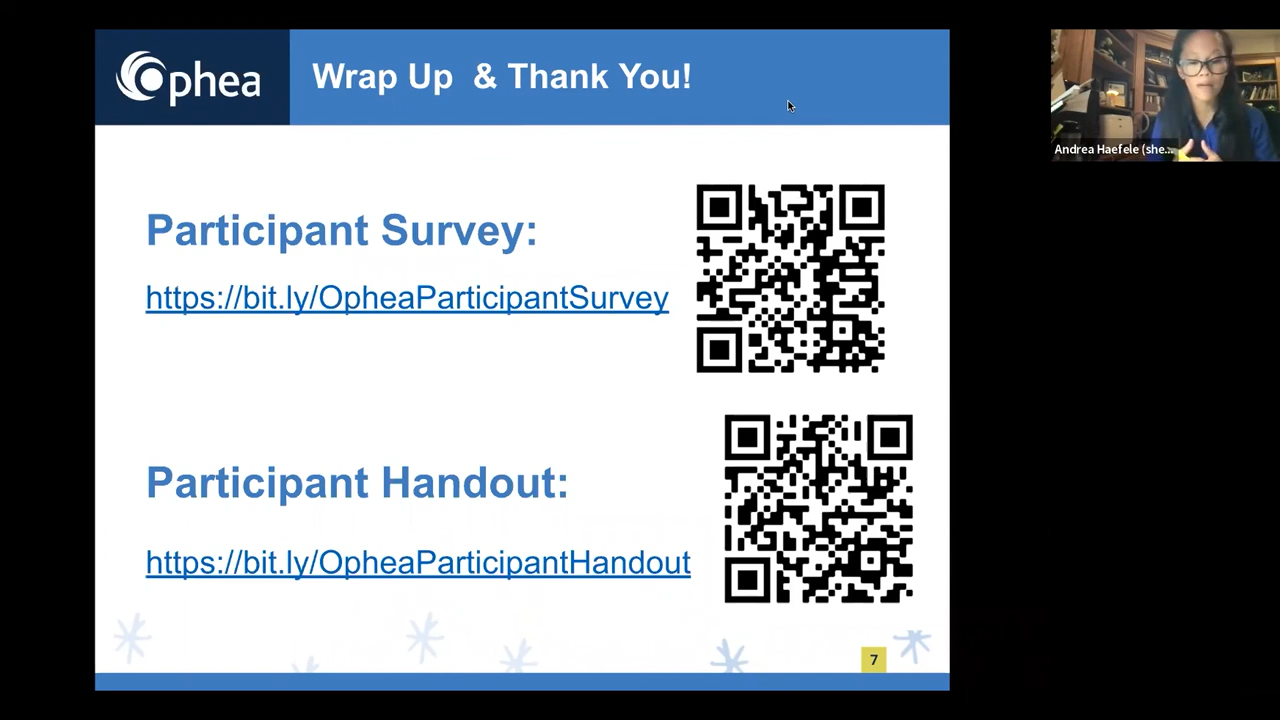 Ophea
Wrap Up & Thank You!
Andrea Haefele (she...
Participant Survey:
https://bit.ly/OpheaParticipantSurvey
Participant Handout:
https://bit.ly/OpheaParticipantHandout
7